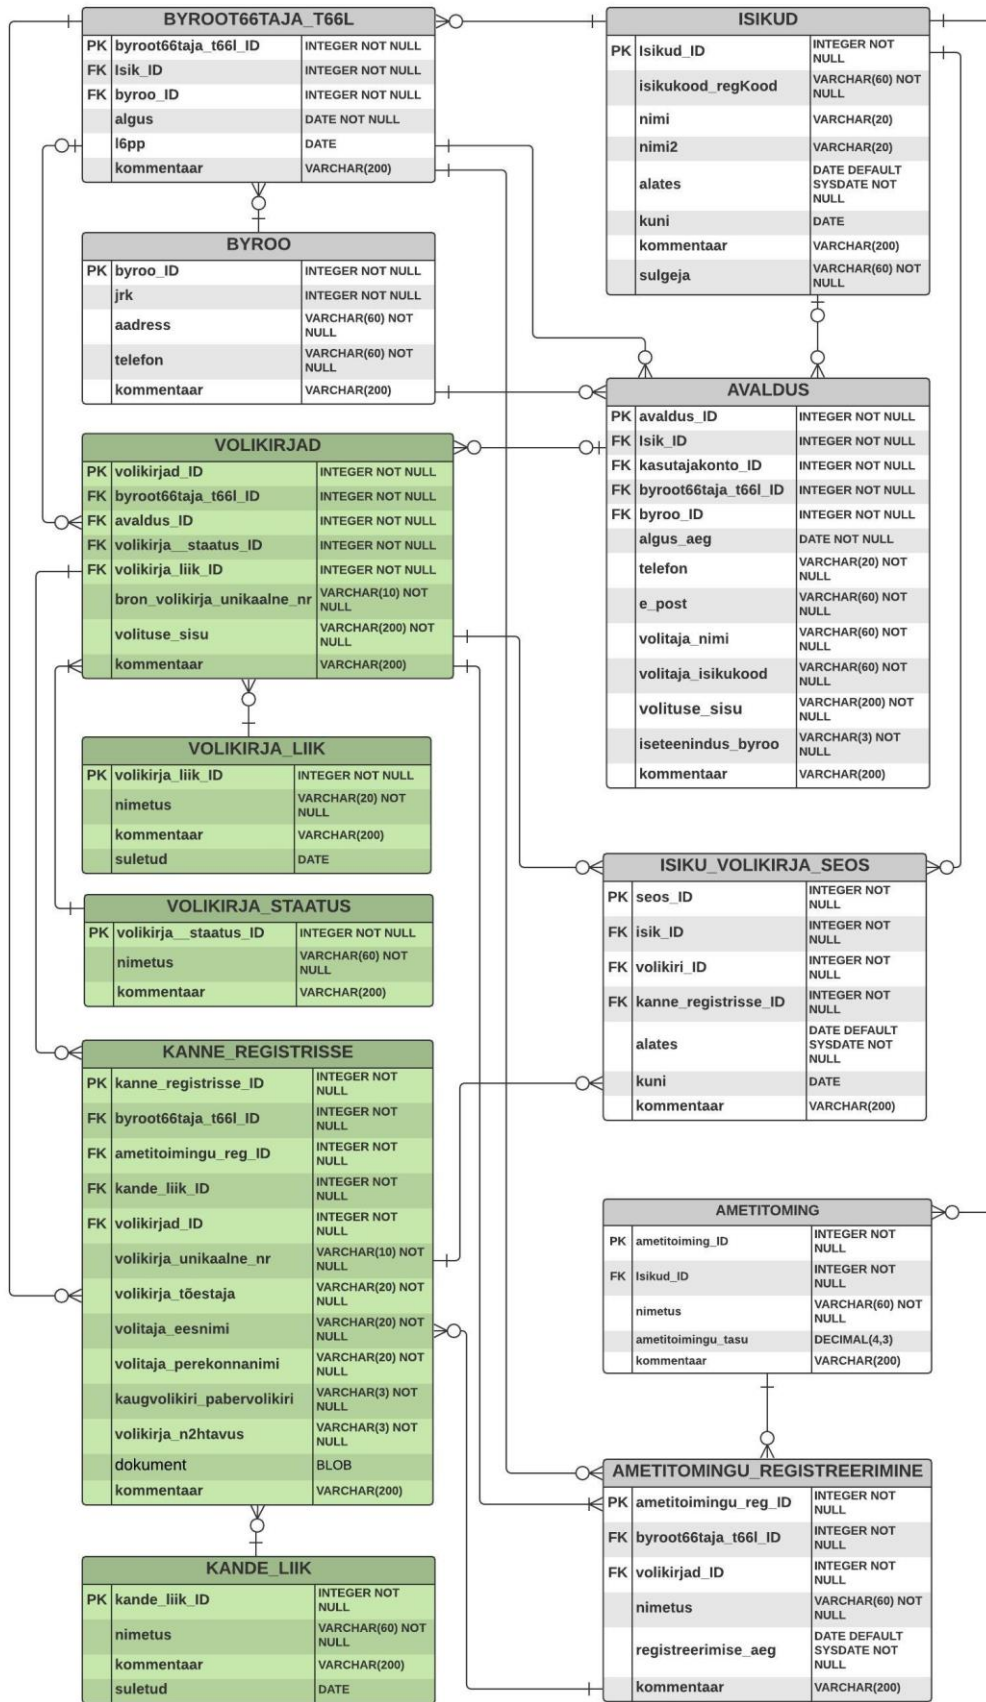 BYROOT66TAJA_T66L
PK byroot66taja_t66l_ID INTEGER NOT NULL
FK Isik_ID INTEGER NOT NULL
FK byroo_ID INTEGER NOT NULL
algus DATE NOT NULL
l6pp DATE
kommentaar VARCHAR(200)
BYROO
PK byroo_ID INTEGER NOT NULL
jrk INTEGER NOT NULL
aadress VARCHAR(60) NOT
NULL
telefon VARCHAR(60) NOT
NULL
kommentaar VARCHAR(200)
VOLIKIRJAD
PK volikirjad_ID INTEGER NOT NULL
FK byroot66taja_t66l_ID INTEGER NOT NULL
FK avaldus_ID INTEGER NOT NULL
FK volikirja__staatus_ID INTEGER NOT NULL
FK volikirja_liik_ID INTEGER NOT NULL
bron_volikirja_unikaalne_nr VARCHAR(10) NOT
NULL
volituse_sisu VARCHAR(200) NOT
NULL
kommentaar VARCHAR(200)
VOLIKIRJA_LIIK
PK volikirja_liik_ID INTEGER NOT NULL
nimetus VARCHAR(20) NOT
NULL
kommentaar VARCHAR(200)
suletud DATE
VOLIKIRJA_STAATUS
PK volikirja__staatus_ID INTEGER NOT NULL
nimetus VARCHAR(60) NOT
NULL
kommentaar VARCHAR(200)
KANNE_REGISTRISSE
PK kanne_registrisse_ID INTEGER NOT
NULL
FK byroot66taja_t66l_ID INTEGER NOT
NULL
FK ametitoimingu_reg_ID INTEGER NOT
NULL
FK kande_liik_ID INTEGER NOT
NULL
FK volikirjad_ID INTEGER NOT
NULL
volikirja_unikaalne_nr VARCHAR(10) NOT
NULL
volikirja_tõestaja VARCHAR(20) NOT
NULL
volitaja_eesnimi VARCHAR(20) NOT
NULL
volitaja_perekonnanimi VARCHAR(20) NOT
NULL
kaugvolikiri_pabervolikiri VARCHAR(3) NOT
NULL
volikirja_n2htavus VARCHAR(3) NOT
NULL
dokument BLOB
kommentaar VARCHAR(200)
KANDE_LIIK
PK kande_liik_ID INTEGER NOT
NULL
nimetus VARCHAR(60) NOT
NULL
kommentaar VARCHAR(200)
suletud DATE
ISIKUD
PK Isikud_ID INTEGER NOT
NULL
isikukood_regKood VARCHAR(60) NOT
NULL
nimi VARCHAR(20)
nimi2 VARCHAR(20)
alates DATE DEFAULT
SYSDATE NOT
NULL
kuni DATE
kommentaar VARCHAR(200)
sulgeja VARCHAR(60) NOT
NULL
AVALDUS
PK avaldus_ID INTEGER NOT NULL
FK Isik_ID INTEGER NOT NULL
FK kasutajakonto_ID INTEGER NOT NULL
FK byroot66taja_t66l_ID INTEGER NOT NULL
FK byroo_ID INTEGER NOT NULL
algus_aeg DATE NOT NULL
telefon VARCHAR(20) NOT
NULL
e_post VARCHAR(60) NOT
NULL
volitaja_nimi VARCHAR(60) NOT
NULL
volitaja_isikukood VARCHAR(60) NOT
NULL
volituse_sisu VARCHAR(200) NOT
NULL
iseteenindus_byroo VARCHAR(3) NOT
NULL
kommentaar VARCHAR(200)
ISIKU_VOLIKIRJA_SEOS
PK seos_ID INTEGER NOT
NULL
FK isik_ID INTEGER NOT
NULL
FK volikiri_ID INTEGER NOT
NULL
FK kanne_registrisse_ID INTEGER NOT
NULL
alates DATE DEFAULT
SYSDATE NOT
NULL
kuni DATE
kommentaar VARCHAR(200)
AMETITOMING
PK ametitoiming_ID INTEGER NOT
NULL
FK Isikud_ID INTEGER NOT
NULL
nimetus VARCHAR(60) NOT
NULL
ametitoimingu_tasu DECIMAL(4,3)
kommentaar VARCHAR(200)
AMETITOMINGU_REGISTREERIMINE
PK ametitoimingu_reg_ID INTEGER NOT
NULL
FK byroot66taja_t66l_ID INTEGER NOT
NULL
FK volikirjad_ID INTEGER NOT
NULL
nimetus VARCHAR(60) NOT
NULL
registreerimise_aeg DATE DEFAULT
SYSDATE NOT
NULL
kommentaar VARCHAR(200)